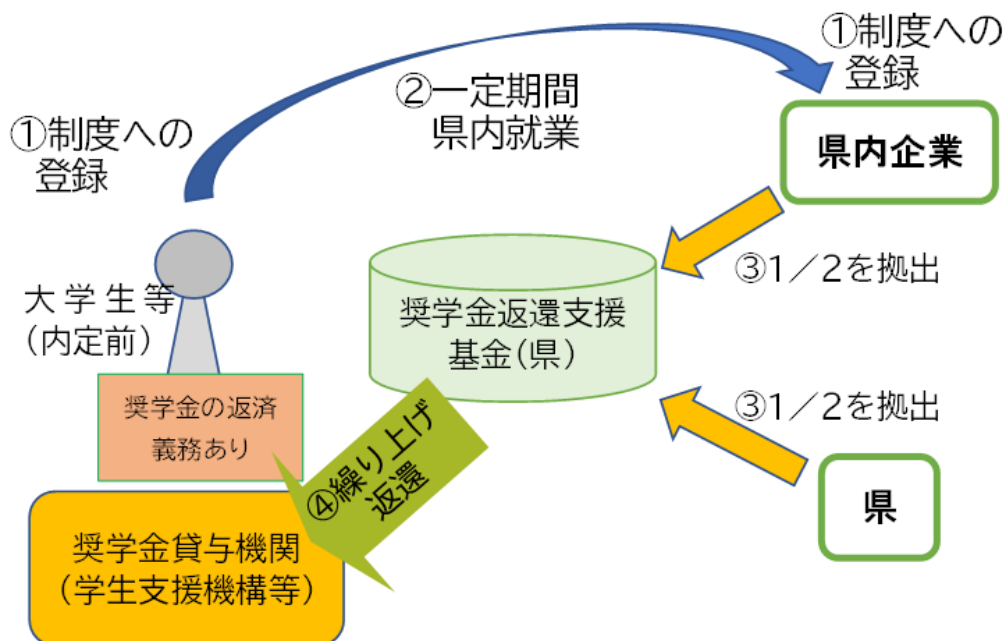 ①制度への
登録
②一定期間
県内就業
①制度への
登録
県内企業
大学生等
（内定前）
奨学金返還支援
基金（県）
③1／2を拠出
③1／2を拠出
県
奨学金の返済
義務あり
④繰り上げ
返還
奨学金貸与機関
（学生支援機構等）